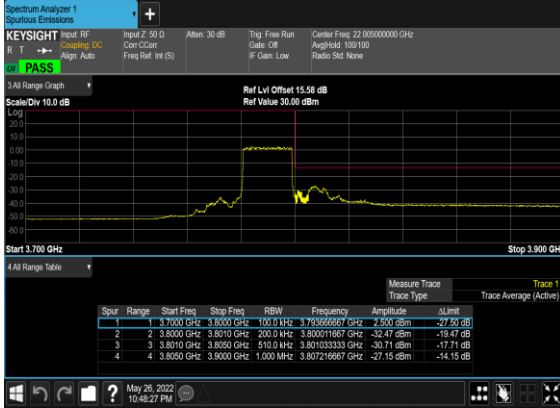 Spectrum Analyzer 1
Spurious Emissions
KEYSIGHT Input: RF Input Z: 50 Ω Atten: 30 dB Trig: Free Run Center Freq: 22.005000000 GHz
R T Coupling: DC Corr CCorr Gate: Off Avg|Hold: 100/100
Align: Auto Freq Ref: Int (S) IF Gain: Low Radio Std: None
LXI PASS
3 All Range Graph
Ref Lvl Offset 15.58 dB
Scale/Div 10.0 dB Ref Value 30.00 dBm
Log
20.0
10.0
0.00
-10.0
-20.0
-30.0
-40.0
-50.0
-60.0
Start 3.700 GHz Stop 3.900 GH
4 All Range Table
Measure Trace Trace 1
Trace Type Trace Average (Active)
Spur Range Start Freq Stop Freq RBW Frequency Amplitude ΔLimit
1 1 3.7000 GHz 3.8000 GHz 100.0 kHz 3.793666667 GHz 2.500 dBm -27.50 dB
2 2 3.8000 GHz 3.8010 GHz 200.0 kHz 3.800011667 GHz -32.47 dBm -19.47 dB
3 3 3.8010 GHz 3.8050 GHz 510.0 kHz 3.801033333 GHz -30.71 dBm -17.71 dB
4 4 3.8050 GHz 3.9000 GHz 1.000 MHz 3.807216667 GHz -27.15 dBm -14.15 dB
May 26, 2022
10:48:27 PM